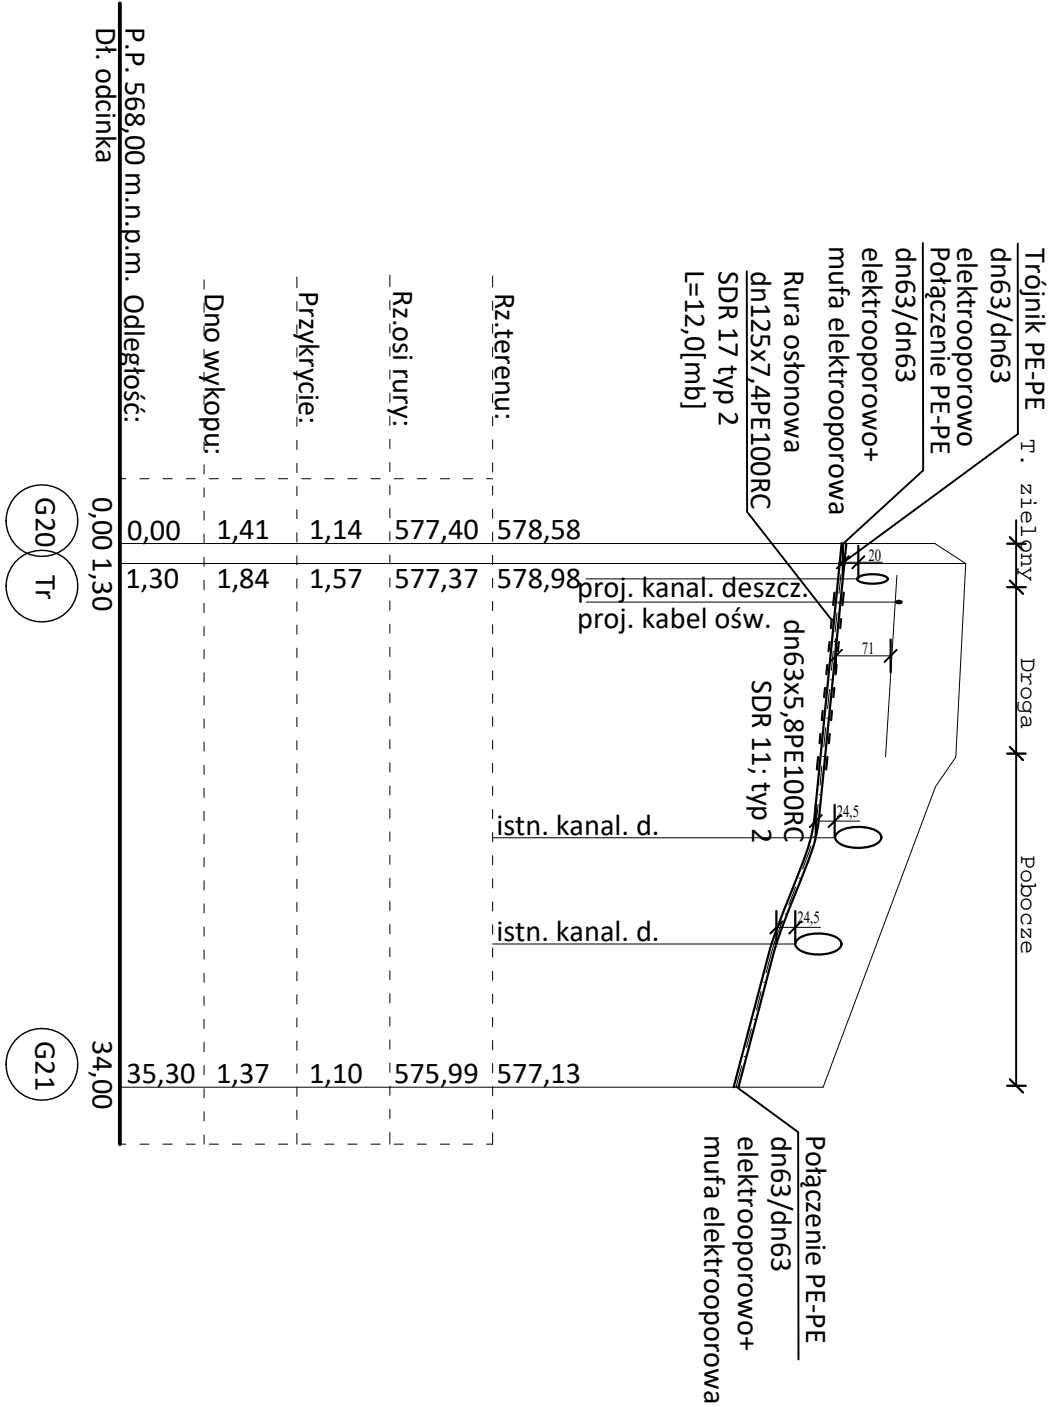 Trójnik PE-PE
dn63/dn63
elektrooporowo
Połączenie PE-PE
dn63/dn63
elektrooporowo+
mufa elektrooporowa
Rura osłonowa
dn125x7,4PE100RC
SDR 17 typ 2
L=12,0[mb]
T. zielony,
Droga
Pobocze
20
71
24,5
24,5
dn63x5,8PE100RC
SDR 11; typ 2
Połączenie PE-PE
dn63/dn63
elektrooporowo+
mufa elektrooporowa
proj. kanal. deszcz.
proj. kabel ośw.
istn. kanal. d.
istn. kanal. d.
Rz.terenu:
578,58
578,98
577,13
Rz.osi rury:
577,40
577,37
575,99
Przykrycie:
1,14
1,57
1,10
Dno wykopu:
1,41
1,84
1,37
P.P. 568,00 m.n.p.m. Odległość:
0,00
1,30
35,30
Dł. odcinka
0,00
1,30
34,00
G20
Tr
G21